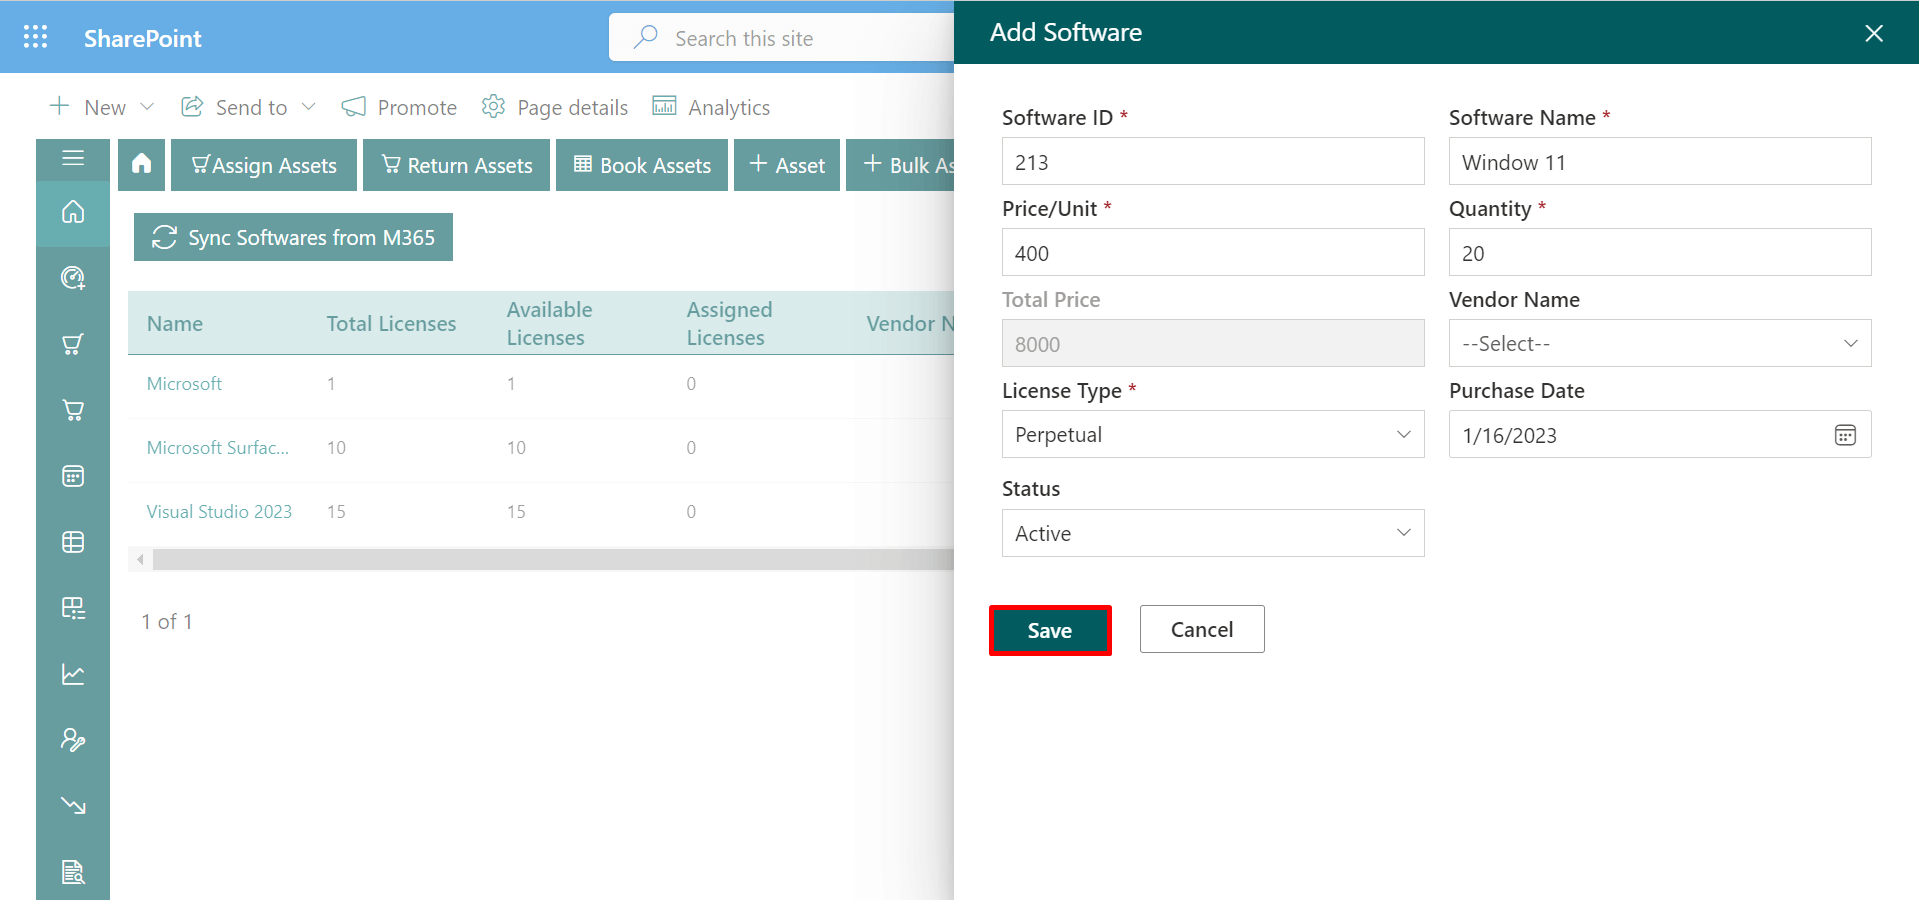 SharePoint
Search this site
New
Send to
Promote
Page details
Analytics
Assign Assets
Return Assets
Book Assets
Asset
Bulk As
Sync Softwares from M365
Name
Total Licenses
Available
Licenses
Assigned
Licenses
Vendor N
Microsoft
1
1
0
Microsoft Surfac...
10
10
0
Visual Studio 2023
15
15
0
1 of 1
Add Software
Software ID *
213
Software Name *
Window 11
Price/Unit *
400
Quantity *
20
Total Price
8000
Vendor Name
--Select--
License Type *
Perpetual
Purchase Date
1/16/2023
Status
Active
Save
Cancel